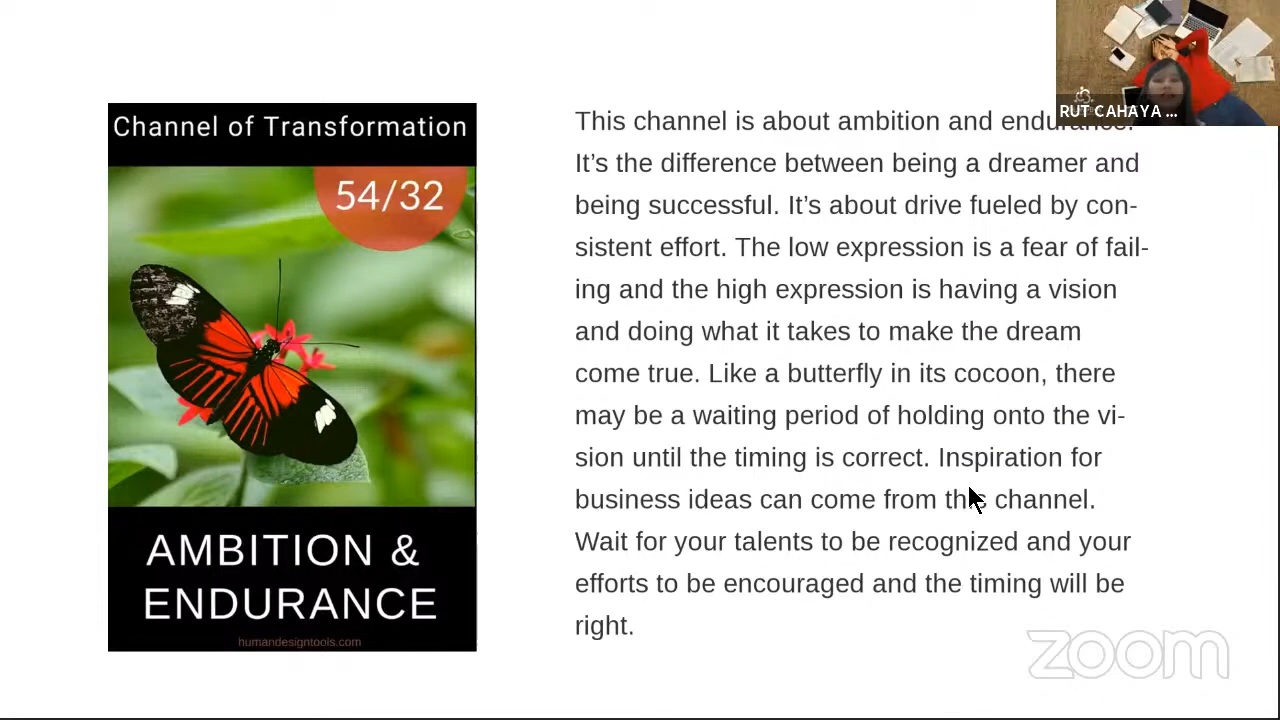 RUT CAHAYA ...
Channel of Transformation
54/32
AMBITION &
ENDURANCE
humandesigntools.com
This channel is about ambition and endurance.
It’s the difference between being a dreamer and
being successful. It’s about drive fueled by con-
sistent effort. The low expression is a fear of fail-
ing and the high expression is having a vision
and doing what it takes to make the dream
come true. Like a butterfly in its cocoon, there
may be a waiting period of holding onto the vi-
sion until the timing is correct. Inspiration for
business ideas can come from this channel.
Wait for your talents to be recognized and your
efforts to be encouraged and the timing will be
right.
zoom